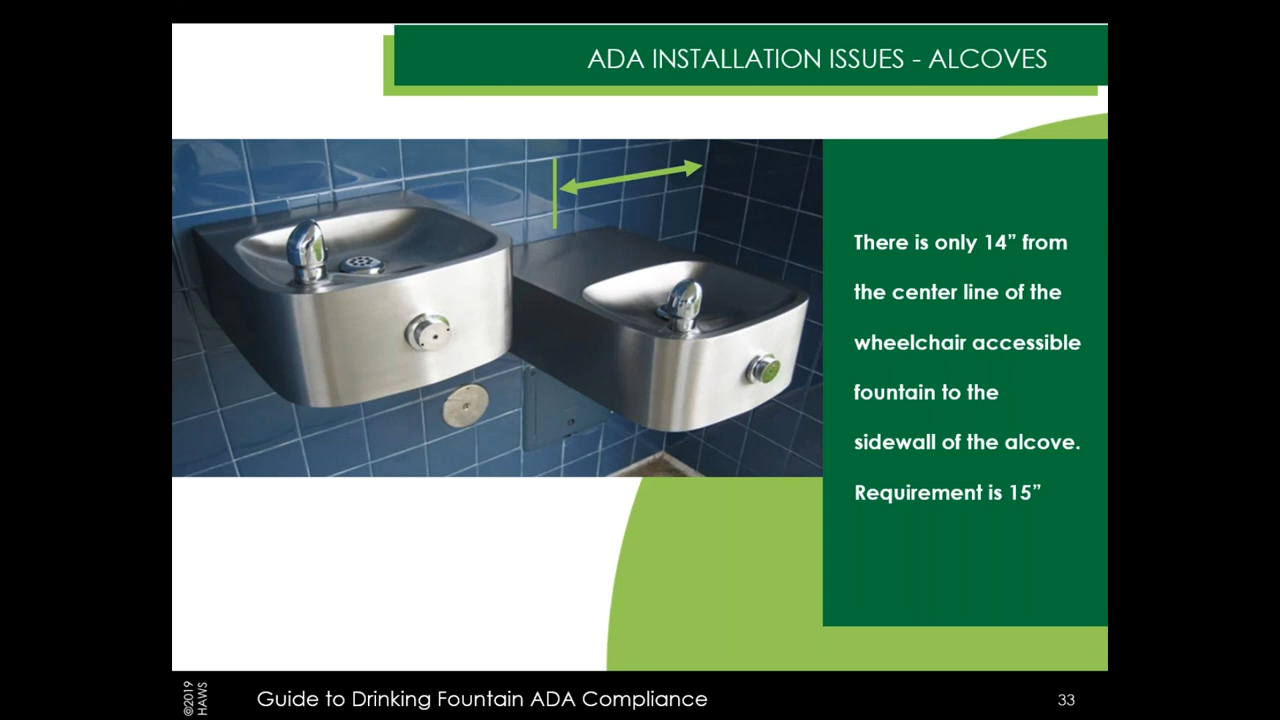 ADA INSTALLATION ISSUES - ALCOVES
There is only 14” from
the center line of the
wheelchair accessible
fountain to the
sidewall of the alcove.
Requirement is 15”
©2019
HAWS
Guide to Drinking Fountain ADA Compliance
33